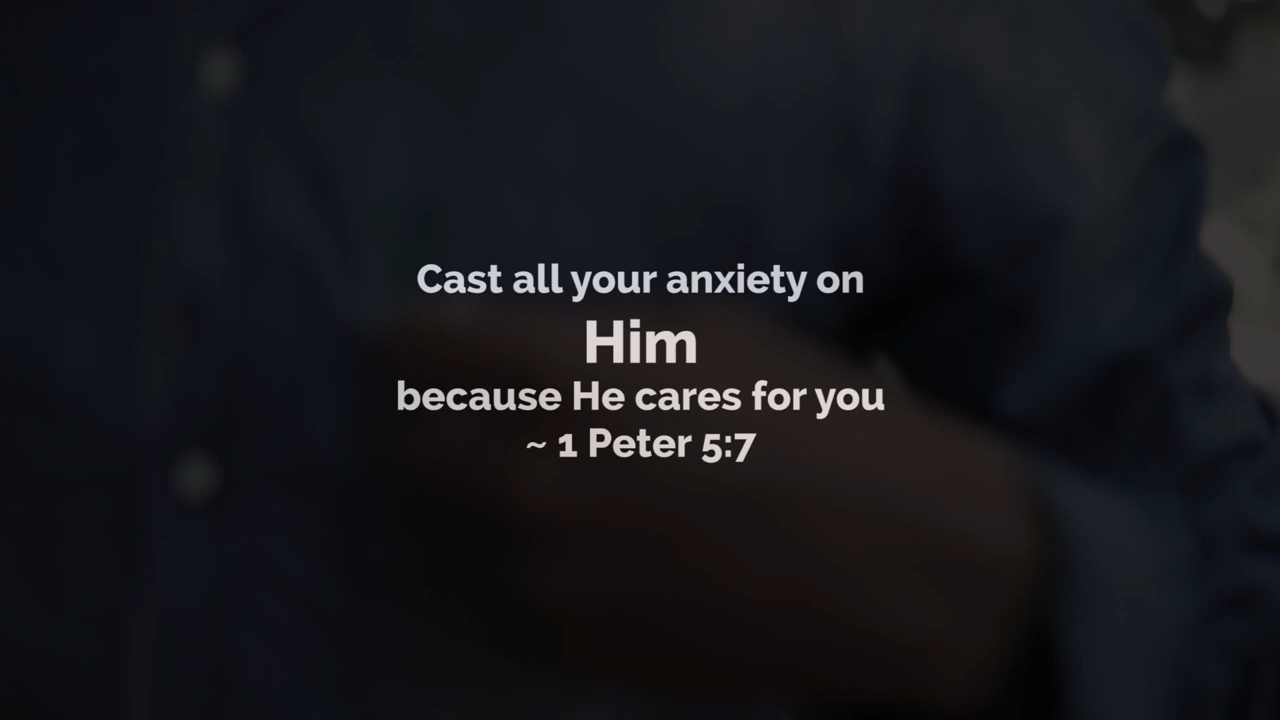 Cast all your anxiety on
Him
because He cares for you
~ 1 Peter 5:7